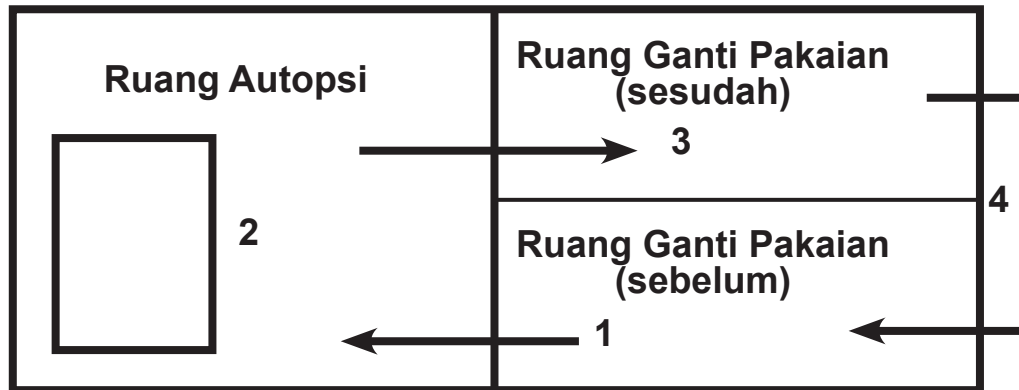 Ruang Autopsi
2
Ruang Ganti Pakaian
(sesudah)
3
4
Ruang Ganti Pakaian
(sebelum)
1